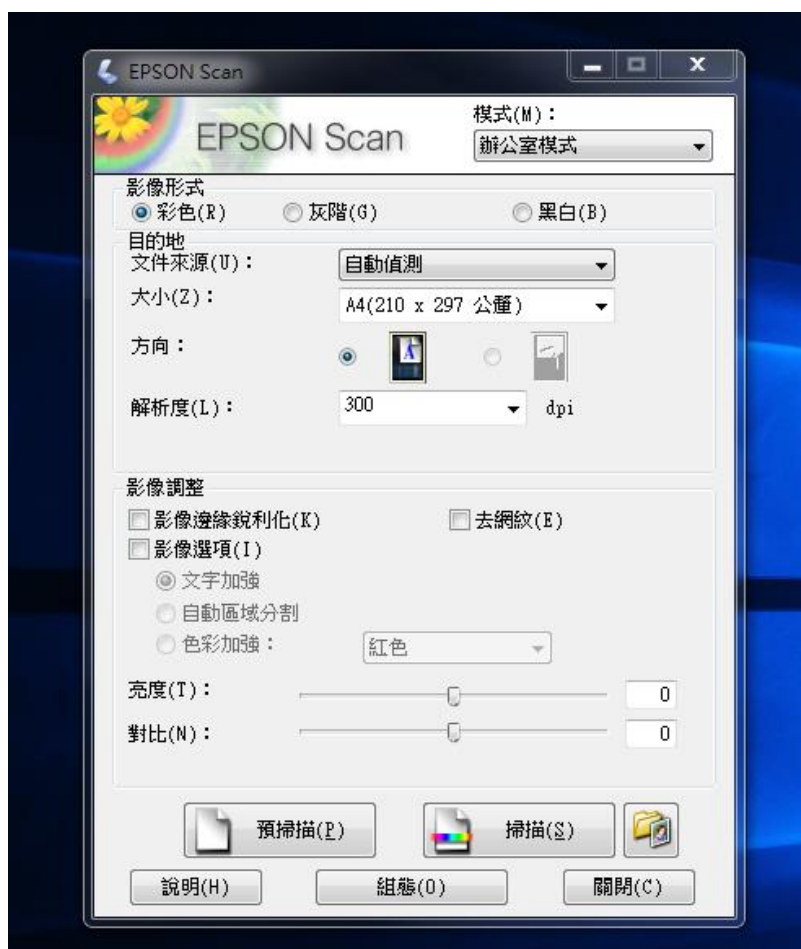 EPSON Scan
EPSON Scan
模式(M)：
辦公室模式
影像形式
彩色(R) 灰階(G) 黑白(B)
目的地
文件來源(U)： 自動偵測
大小(Z)： A4(210 x 297 公釐)
方向： A
解析度(L)： 300 dpi
影像調整
影像邊緣銳利化(K) 去網紋(E)
影像選項(I)
文字加強
自動區域分割
色彩加強： 紅色
亮度(T)： 0
對比(N)： 0
預掃描(P) 掃描(S)
說明(H) 組態(O) 關閉(C)